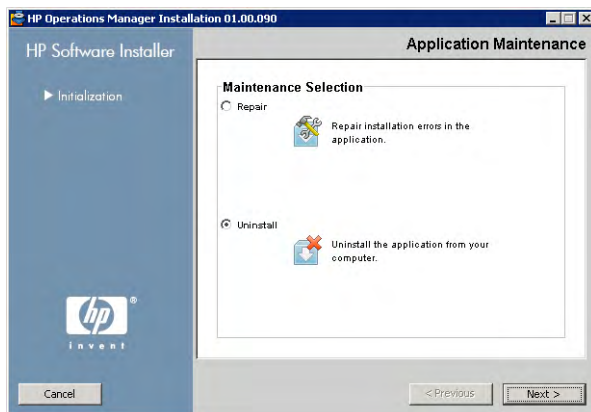 HP Operations Manager Installation 01.00.090
HP Software Installer
Application Maintenance
Initialization
Maintenance Selection
Repair
Repair installation errors in the
application.
Uninstall
Uninstall the application from your
computer.
hp®
invent
Cancel
< Previous
Next >